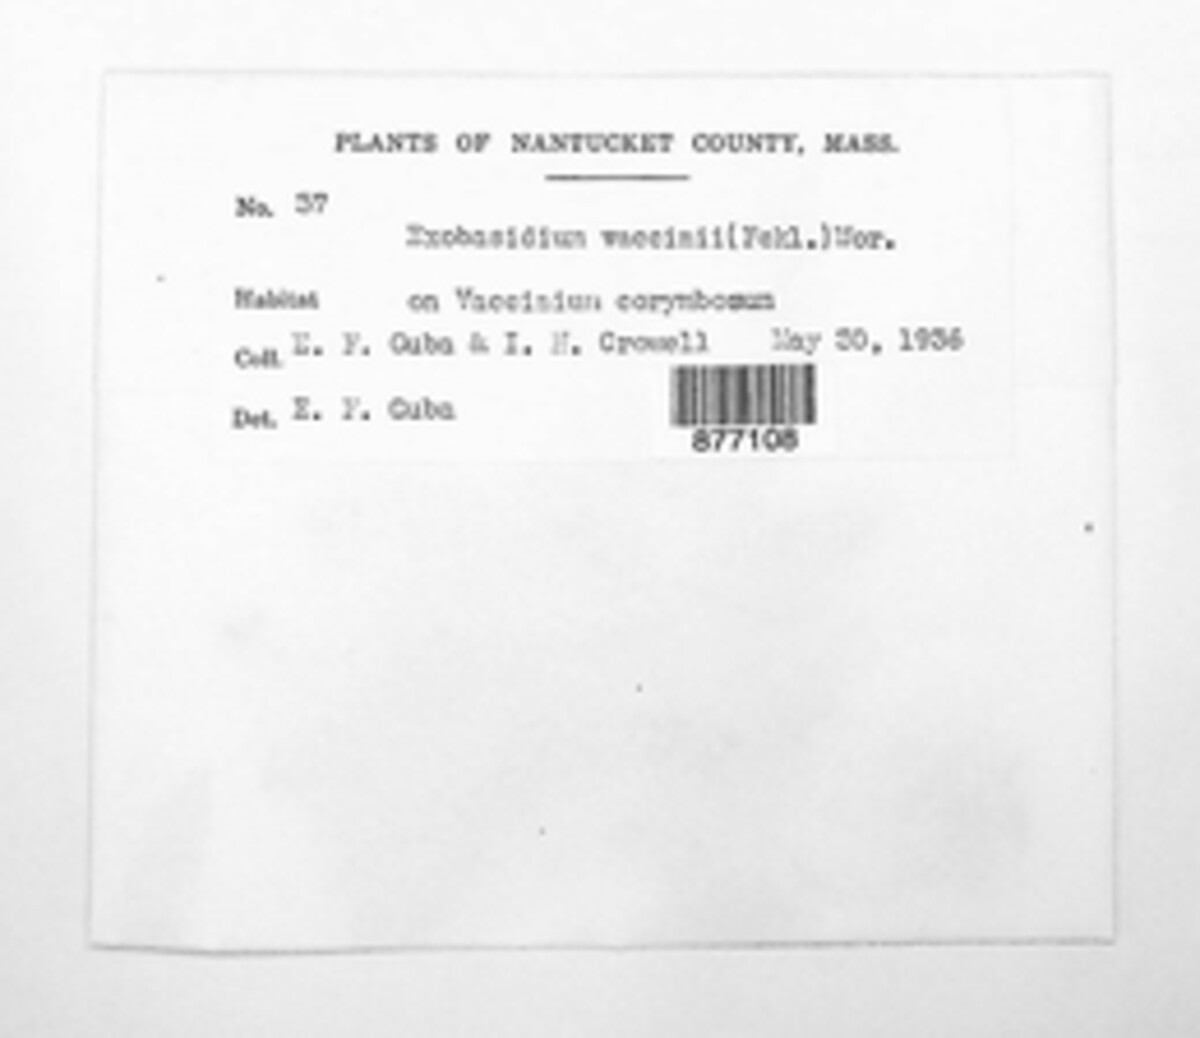 PLANTS OF NANTUCKET COUNTY, MASS.
No. 37
Exobasidium vaccinii(Fckl.)Wor.
Habitat on Vaccinium corymbosum
Coll. E. F. Guba & I. H. Crowell May 30, 1936
Det. E. F. Guba
877108